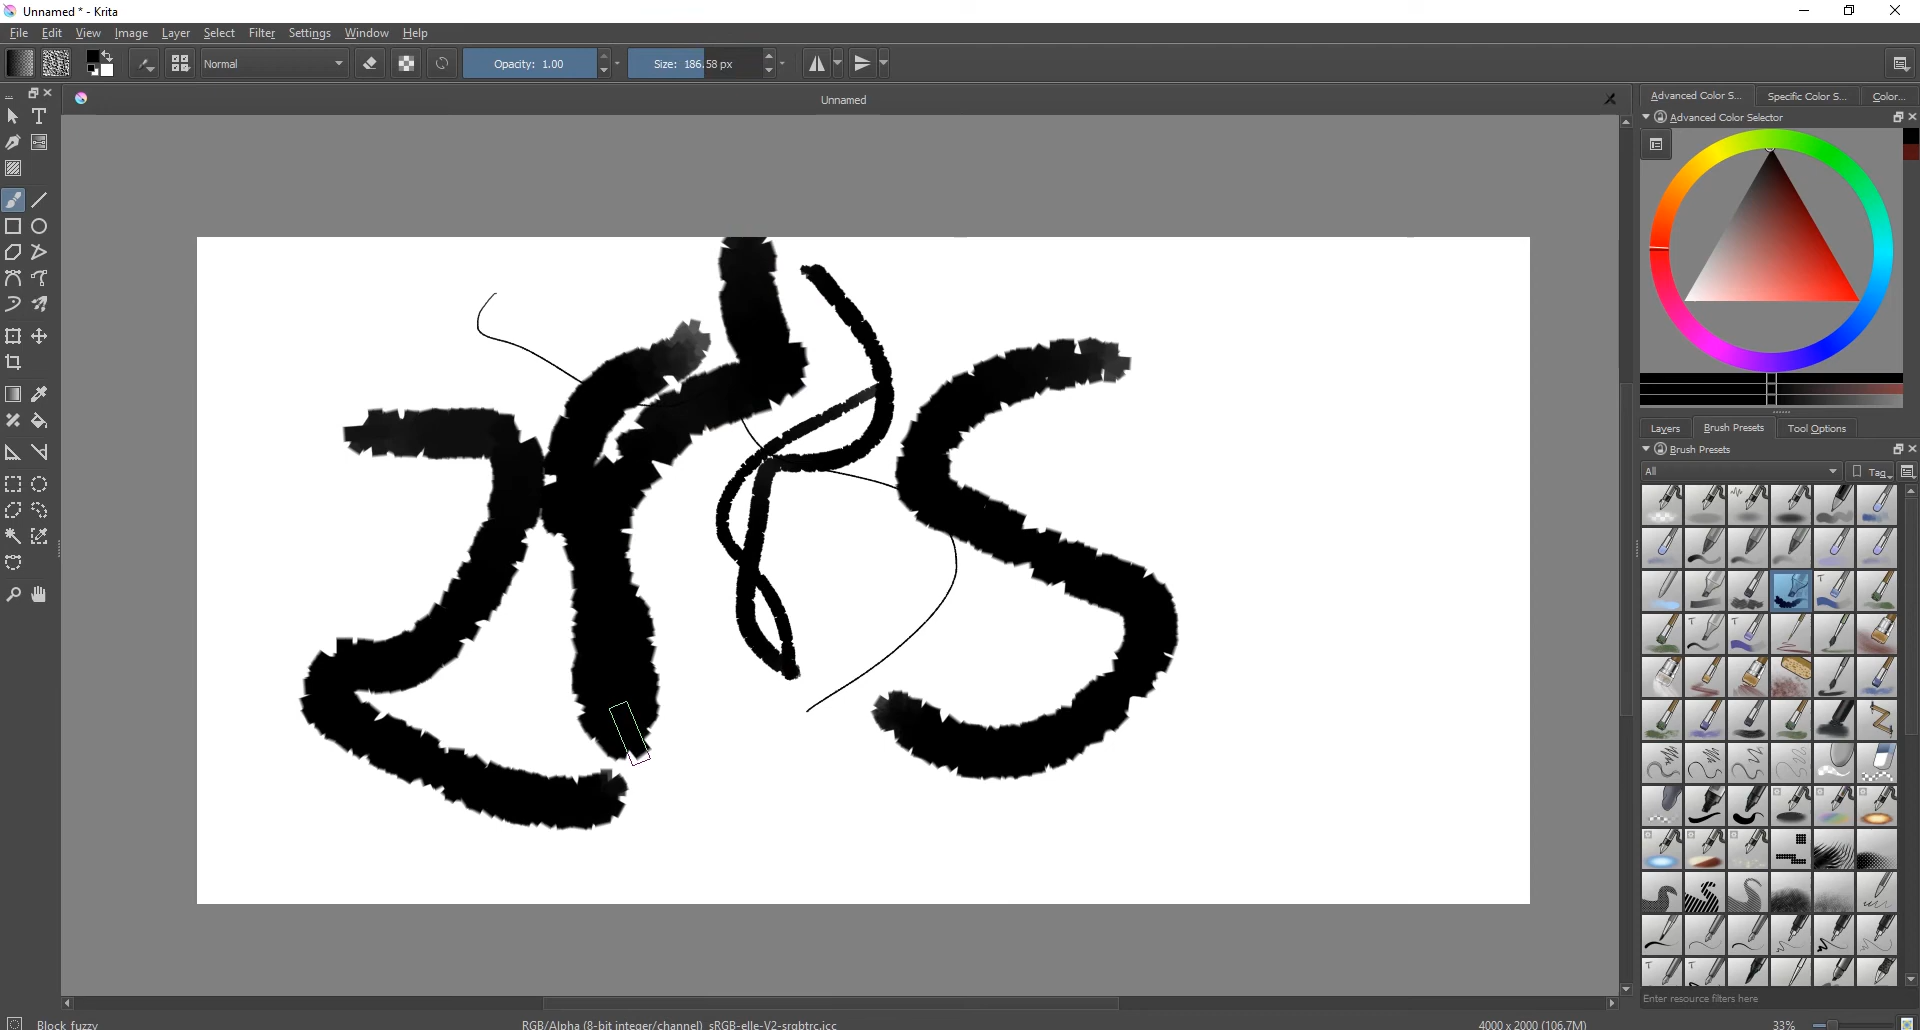 Unnamed * - Krita
File Edit View Image Layer Select Filter Settings Window Help
Normal Opacity: 1.00 Size: 186.58 px
Unnamed
Advanced Color S... Specific Color S... Color...
Advanced Color Selector
Layers Brush Presets Tool Options
Brush Presets
All Tag
Enter resource filters here
Block fuzzy RGB/Alpha (8-bit integer/channel) sRGB-elle-V2-srgbtrc.icc 4000 x 2000 (106.7M) 33%